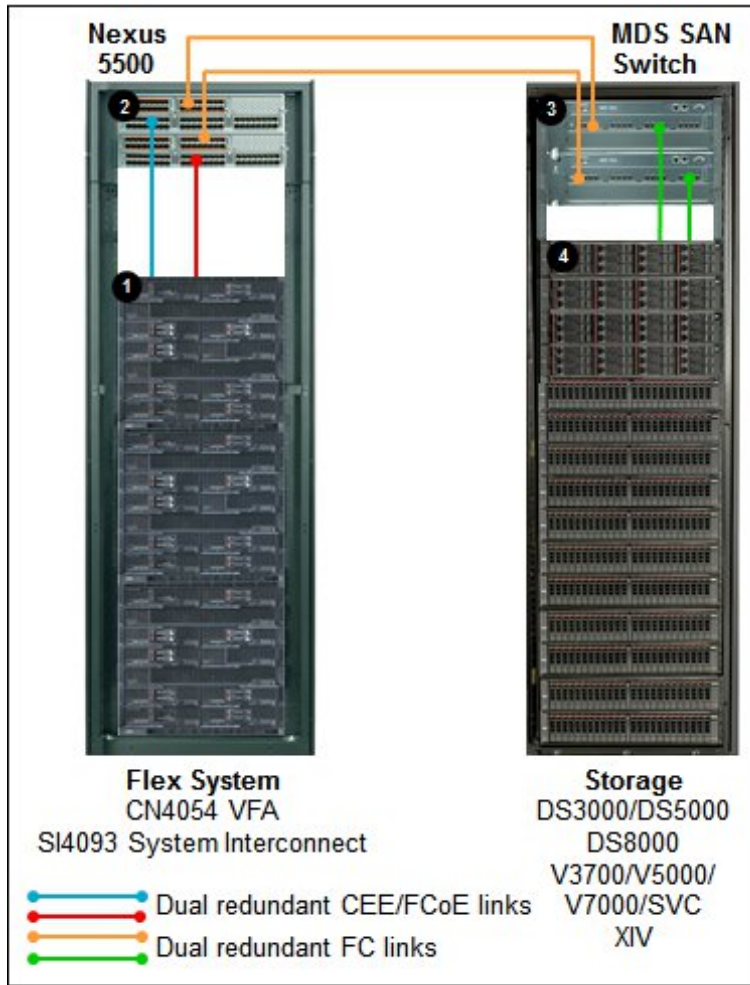 Nexus
5500
MDS SAN
Switch
2
3
4
1
Flex System
CN4054 VFA
SI4093 System Interconnect
Storage
DS3000/DS5000
DS8000
V3700/V5000/
V7000/SVC
XIV
Dual redundant CEE/FCoE links
Dual redundant FC links